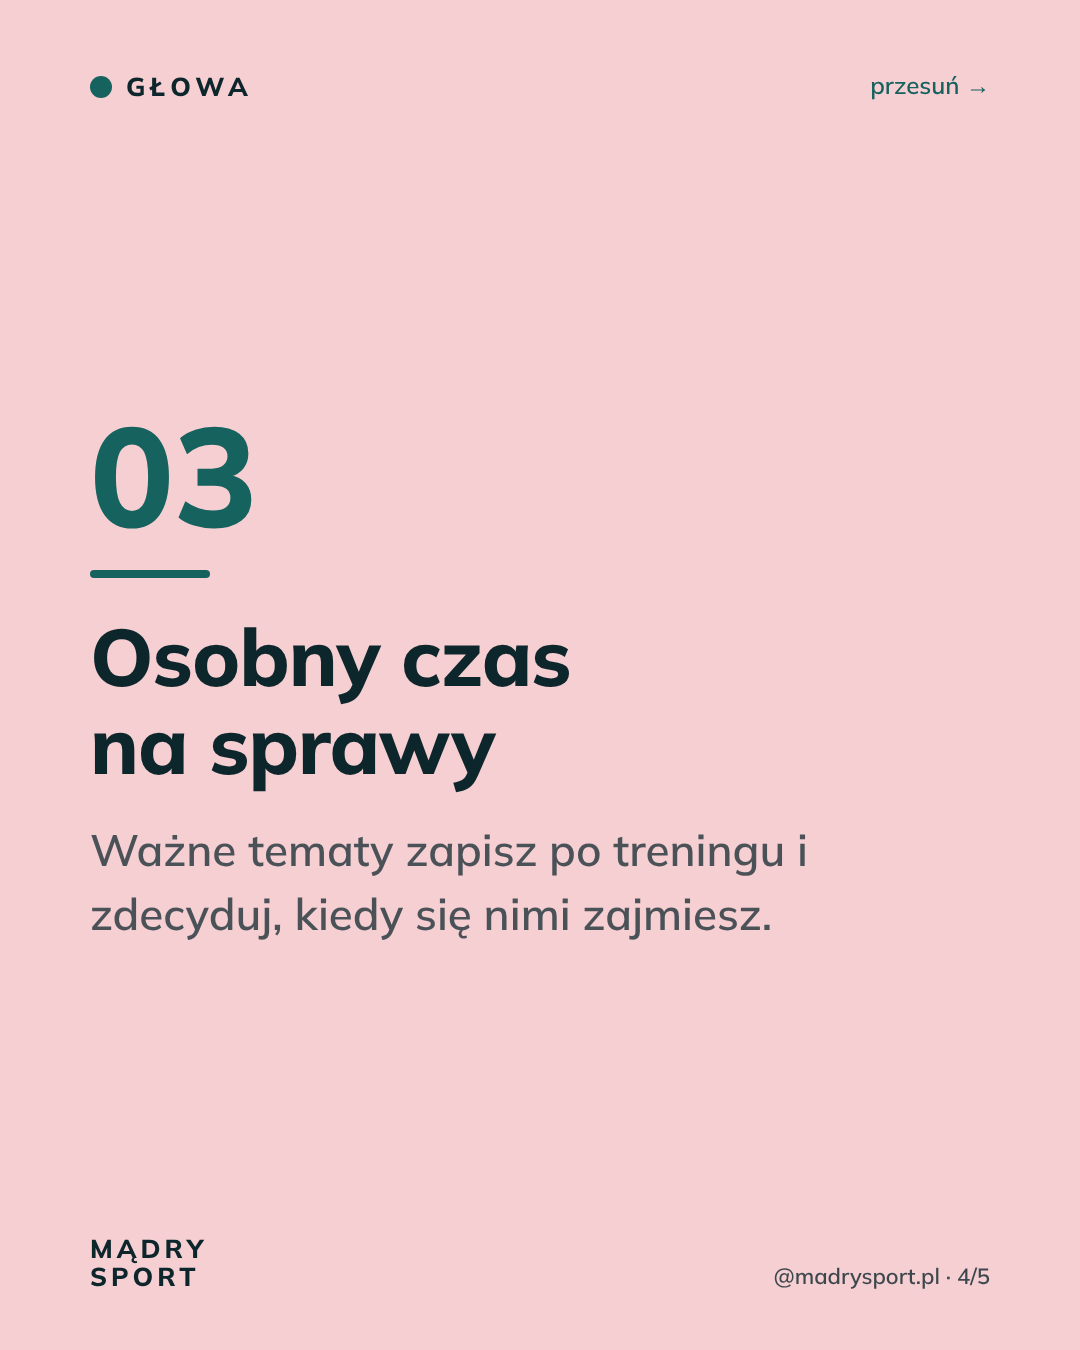 GŁOWA
przesuń →
03
Osobny czas
na sprawy
Ważne tematy zapisz po treningu i
zdecyduj, kiedy się nimi zajmiesz.
MĄDRY
SPORT
@madrysport.pl · 4/5